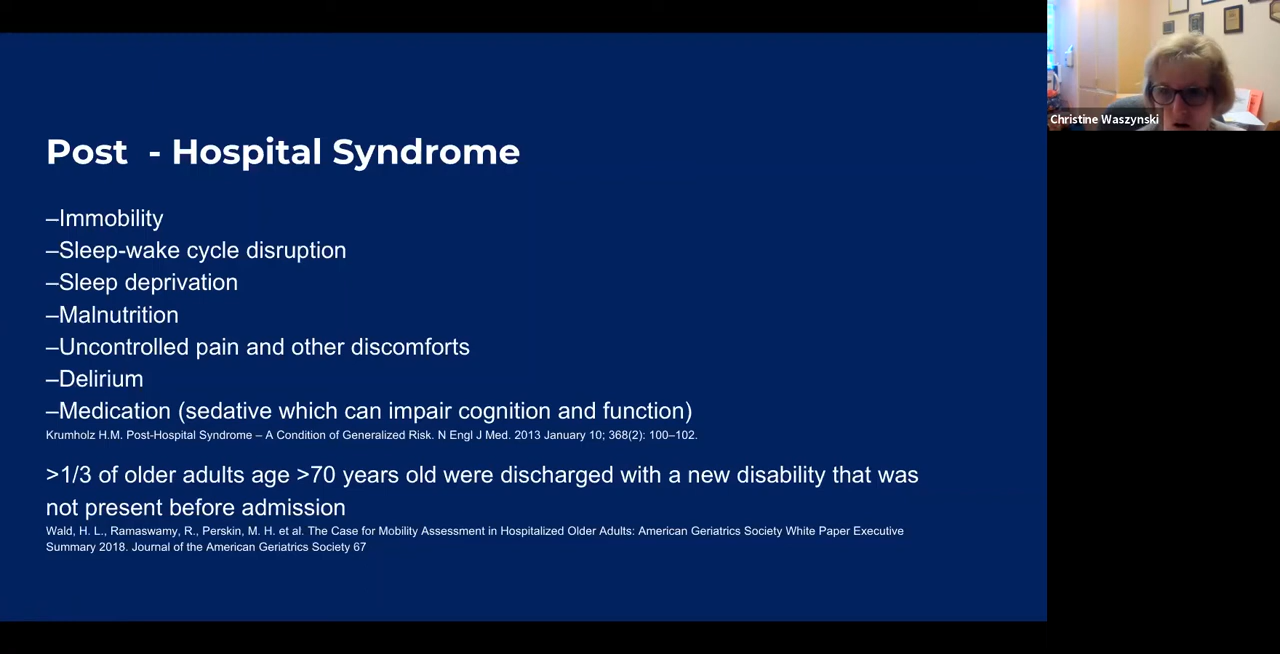 Post  - Hospital Syndrome
–Immobility
–Sleep-wake cycle disruption
–Sleep deprivation
–Malnutrition
–Uncontrolled pain and other discomforts
–Delirium
–Medication (sedative which can impair cognition and function)
Krumholz H.M. Post-Hospital Syndrome – A Condition of Generalized Risk. N Engl J Med. 2013 January 10; 368(2): 100–102.
>1/3 of older adults age >70 years old were discharged with a new disability that was
not present before admission
Wald, H. L., Ramaswamy, R., Perskin, M. H. et al. The Case for Mobility Assessment in Hospitalized Older Adults: American Geriatrics Society White Paper Executive
Summary 2018. Journal of the American Geriatrics Society 67
Christine Waszynski